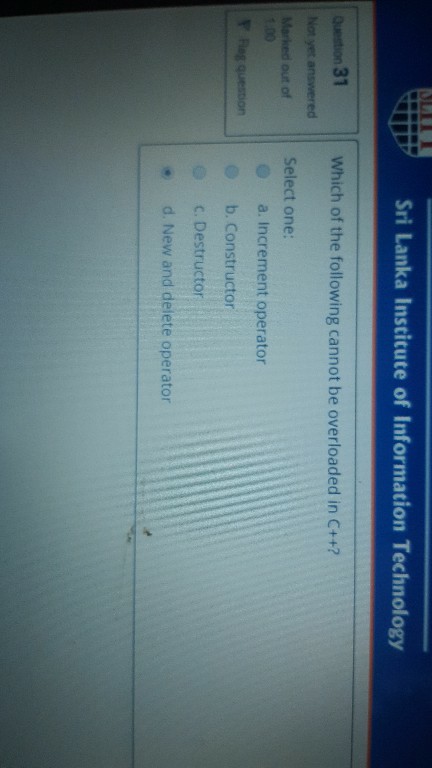 SLIIT
Sri Lanka Institute of Information Technology
Question 31
Not yet answered
Marked out of
1.00
Flag question
Which of the following cannot be overloaded in C++?
Select one:
a. Increment operator
b. Constructor
c. Destructor
d. New and delete operator